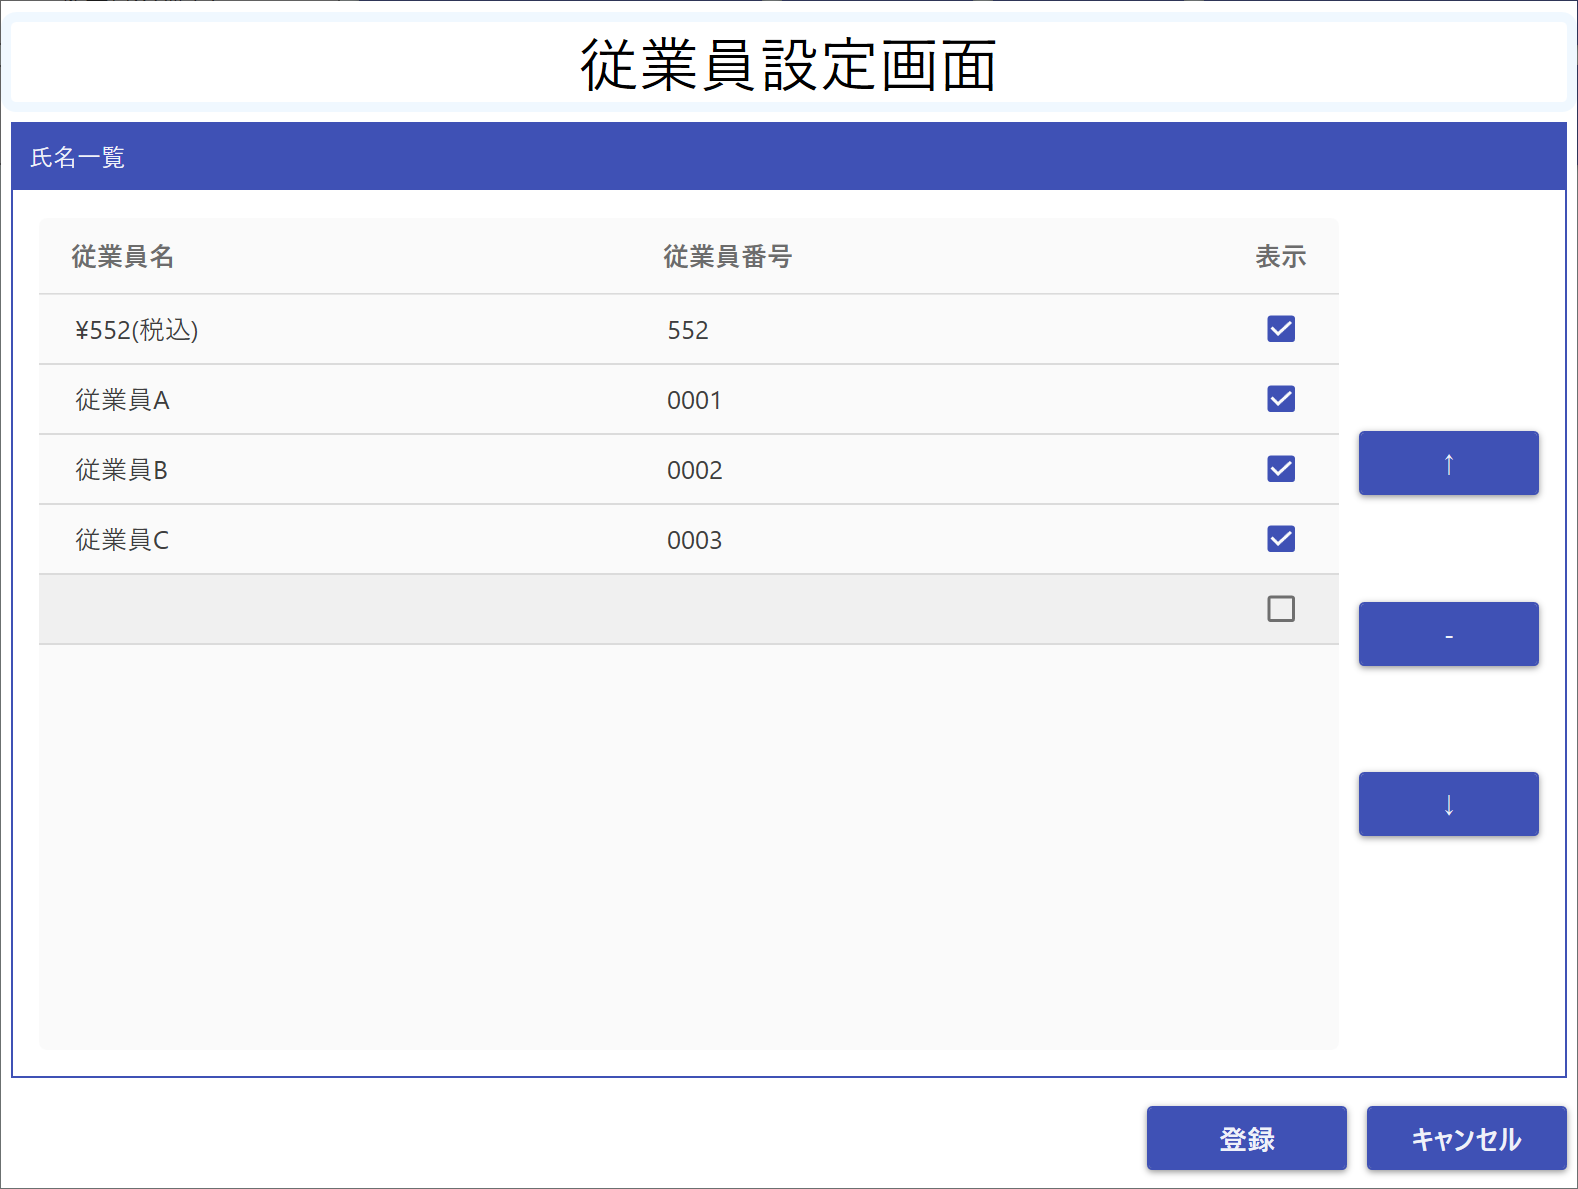 従業員設定画面
氏名一覧
従業員名 従業員番号 表示
¥552(税込) 552
従業員A 0001
従業員B 0002
従業員C 0003
↑
-
↓
登録 キャンセル